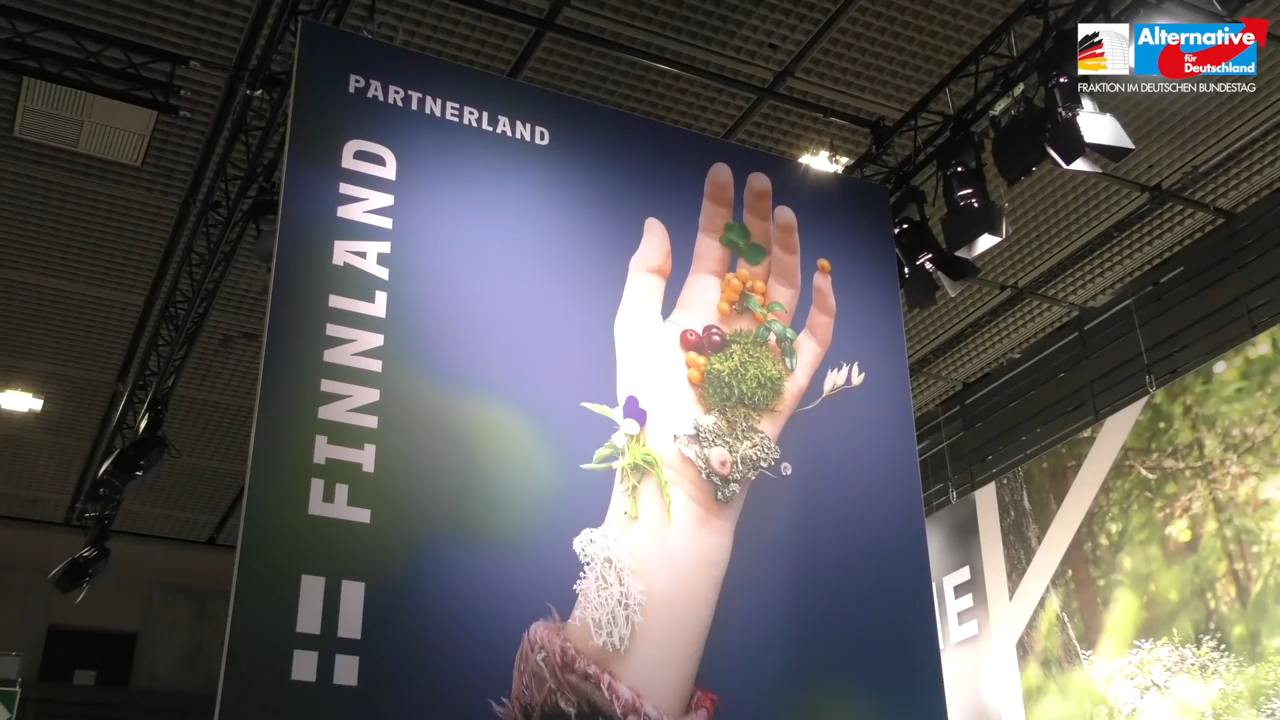 PARTNERLAND
FINNLAND
Alternative
für
Deutschland
FRAKTION IM DEUTSCHEN BUNDESTAG